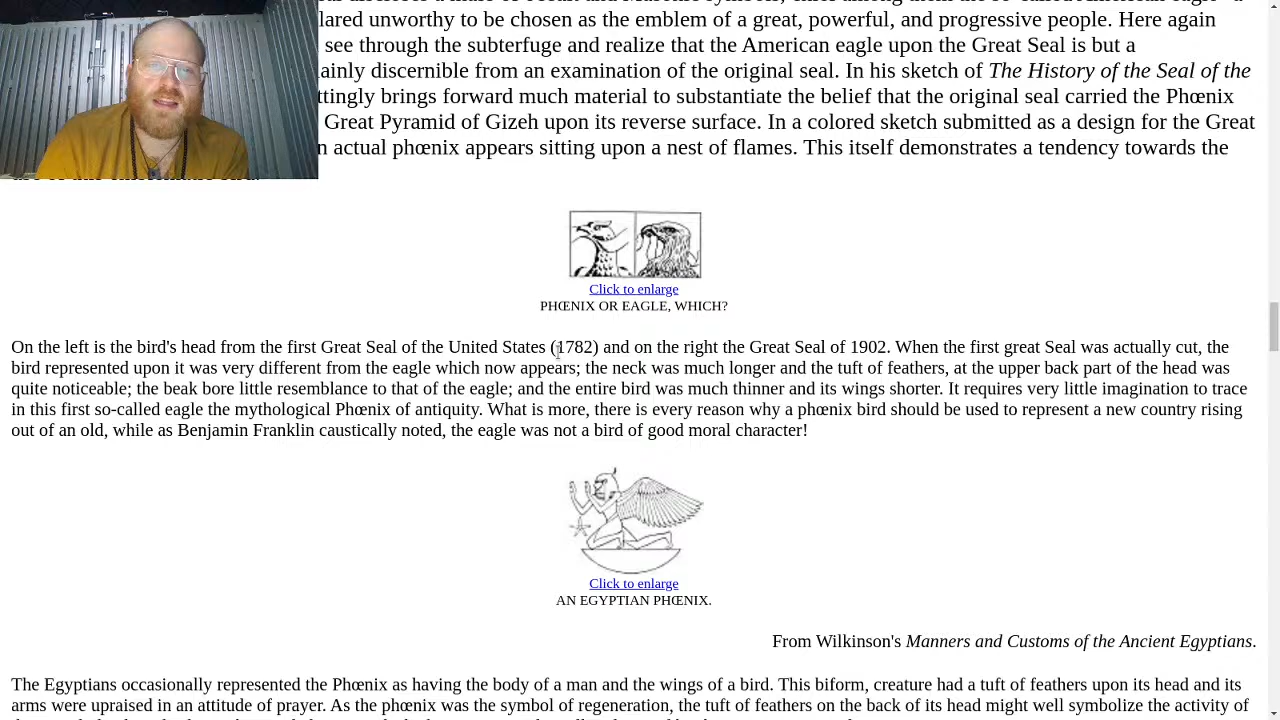 lared unworthy to be chosen as the emblem of a great, powerful, and progressive people. Here again
see through the subterfuge and realize that the American eagle upon the Great Seal is but a
ainly discernible from an examination of the original seal. In his sketch of The History of the Seal of the
ttingly brings forward much material to substantiate the belief that the original seal carried the Phœnix
Great Pyramid of Gizeh upon its reverse surface. In a colored sketch submitted as a design for the Great
n actual phœnix appears sitting upon a nest of flames. This itself demonstrates a tendency towards the
Click to enlarge
PHŒNIX OR EAGLE, WHICH?
On the left is the bird's head from the first Great Seal of the United States (1782) and on the right the Great Seal of 1902. When the first great Seal was actually cut, the
bird represented upon it was very different from the eagle which now appears; the neck was much longer and the tuft of feathers, at the upper back part of the head was
quite noticeable; the beak bore little resemblance to that of the eagle; and the entire bird was much thinner and its wings shorter. It requires very little imagination to trace
in this first so-called eagle the mythological Phœnix of antiquity. What is more, there is every reason why a phœnix bird should be used to represent a new country rising
out of an old, while as Benjamin Franklin caustically noted, the eagle was not a bird of good moral character!
Click to enlarge
AN EGYPTIAN PHŒNIX.
From Wilkinson's Manners and Customs of the Ancient Egyptians.
The Egyptians occasionally represented the Phœnix as having the body of a man and the wings of a bird. This biform, creature had a tuft of feathers upon its head and its
arms were upraised in an attitude of prayer. As the phœnix was the symbol of regeneration, the tuft of feathers on the back of its head might well symbolize the activity of